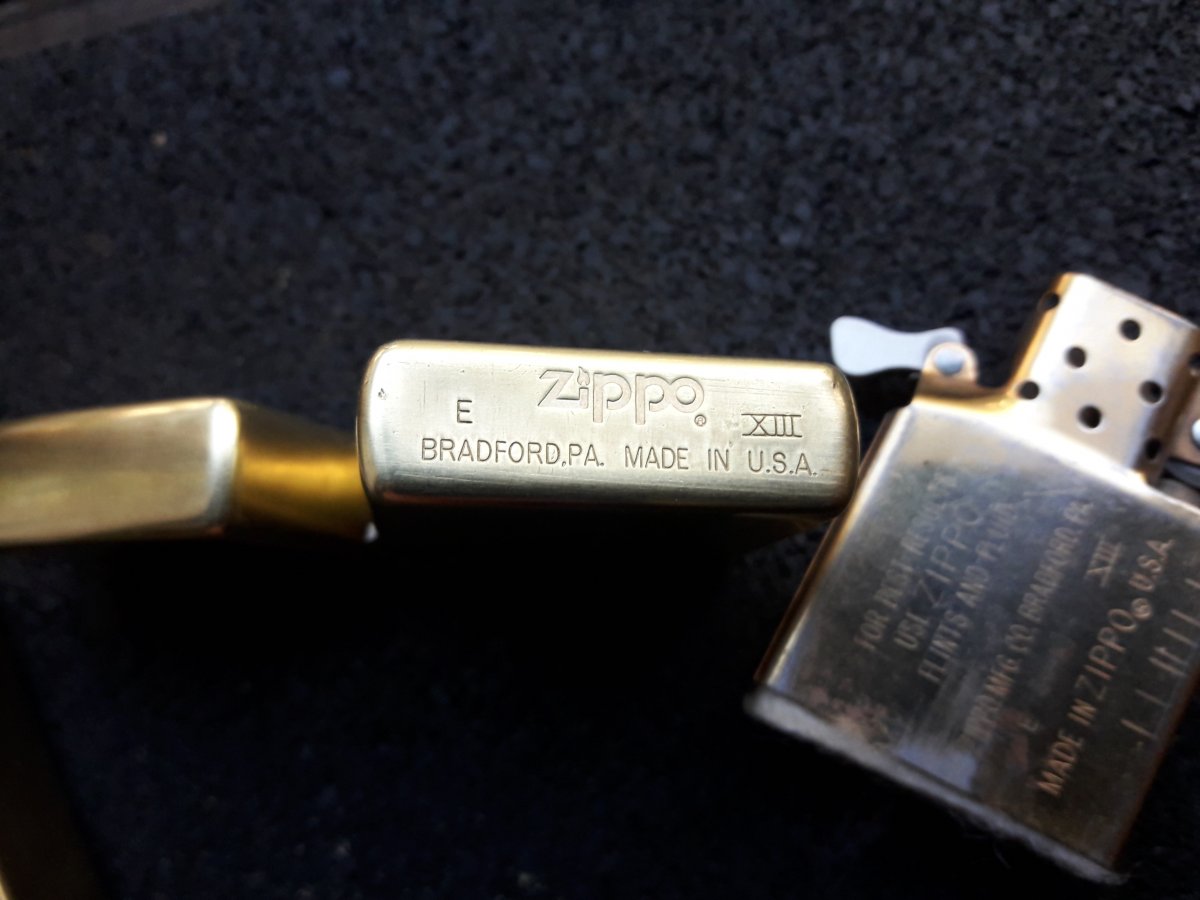 Zippo®
E XIII
BRADFORD,PA. MADE IN U.S.A.
FOR BEST RESULTS
USE ZIPPO
FLINTS AND FLUID
ZIPPO MFG CO. BRADFORD, PA.
XIII
MADE IN ZIPPO® U.S.A.